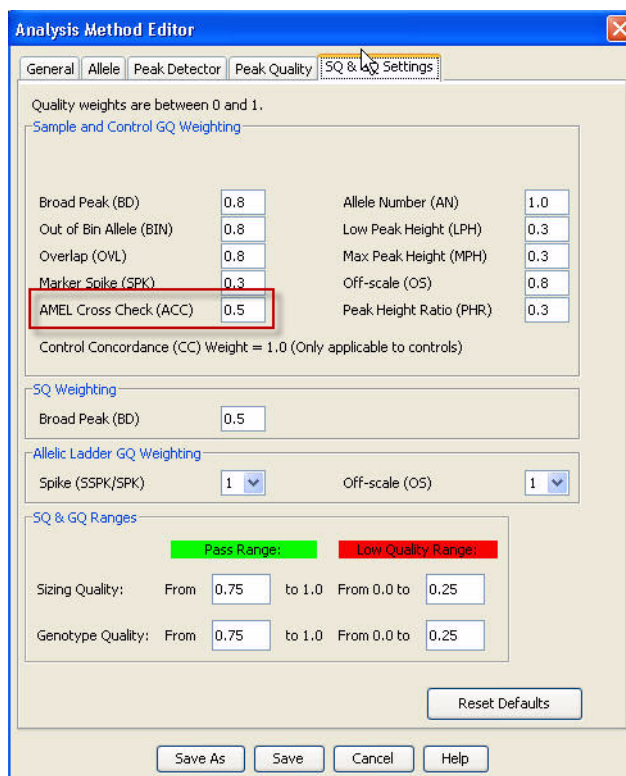 Analysis Method Editor
General Allele Peak Detector Peak Quality SQ & GQ Settings
Quality weights are between 0 and 1.
Sample and Control GQ Weighting
Broad Peak (BD) 0.8 Allele Number (AN) 1.0
Out of Bin Allele (BIN) 0.8 Low Peak Height (LPH) 0.3
Overlap (OVL) 0.8 Max Peak Height (MPH) 0.3
Marker Spike (SPK) 0.3 Off-scale (OS) 0.8
AMEL Cross Check (ACC) 0.5 Peak Height Ratio (PHR) 0.3
Control Concordance (CC) Weight = 1.0 (Only applicable to controls)
SQ Weighting
Broad Peak (BD) 0.5
Allelic Ladder GQ Weighting
Spike (SSPK/SPK) 1 Off-scale (OS) 1
SQ & GQ Ranges
Pass Range: Low Quality Range:
Sizing Quality: From 0.75 to 1.0 From 0.0 to 0.25
Genotype Quality: From 0.75 to 1.0 From 0.0 to 0.25
Reset Defaults
Save As Save Cancel Help